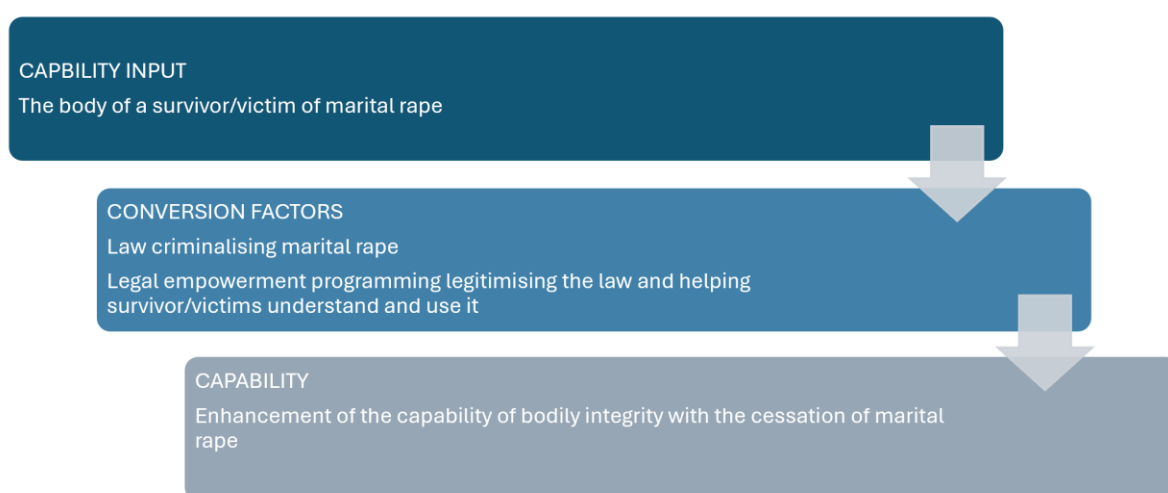 CAPBILITY INPUT
The body of a survivor/victim of marital rape
CONVERSION FACTORS
Law criminalising marital rape
Legal empowerment programming legitimising the law and helping
survivor/victims understand and use it
CAPABILITY
Enhancement of the capability of bodily integrity with the cessation of marital
rape